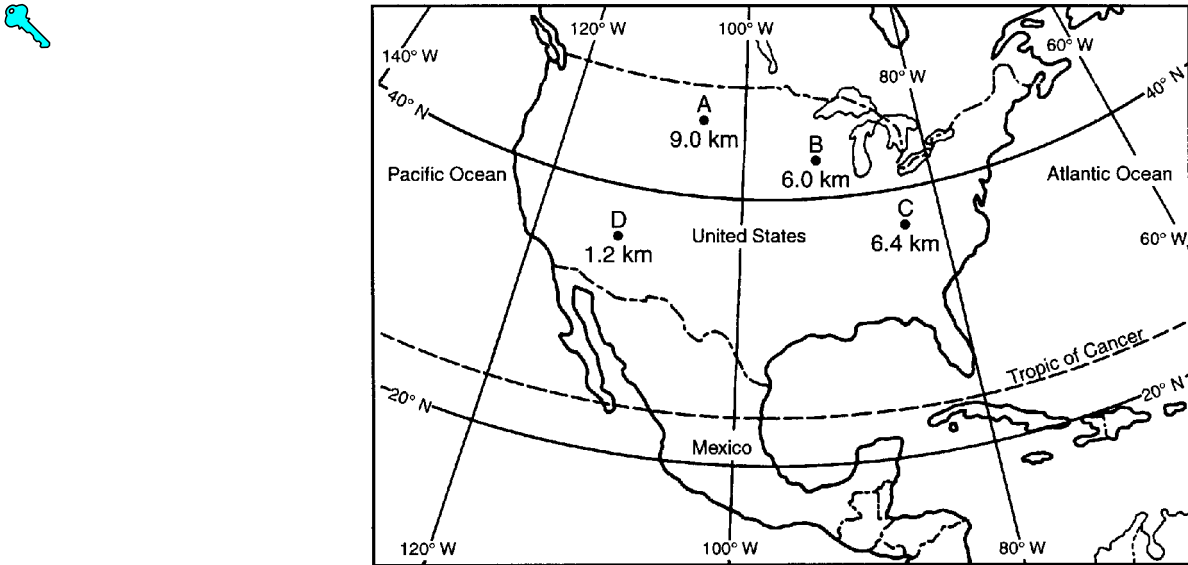 120° W
100° W
60° W
140° W
80° W
40° N
40° N
A
9.0 km
B
6.0 km
Pacific Ocean
Atlantic Ocean
C
6.4 km
D
1.2 km
United States
60° W
Tropic of Cancer
20° N
20° N
Mexico
120° W
100° W
80° W